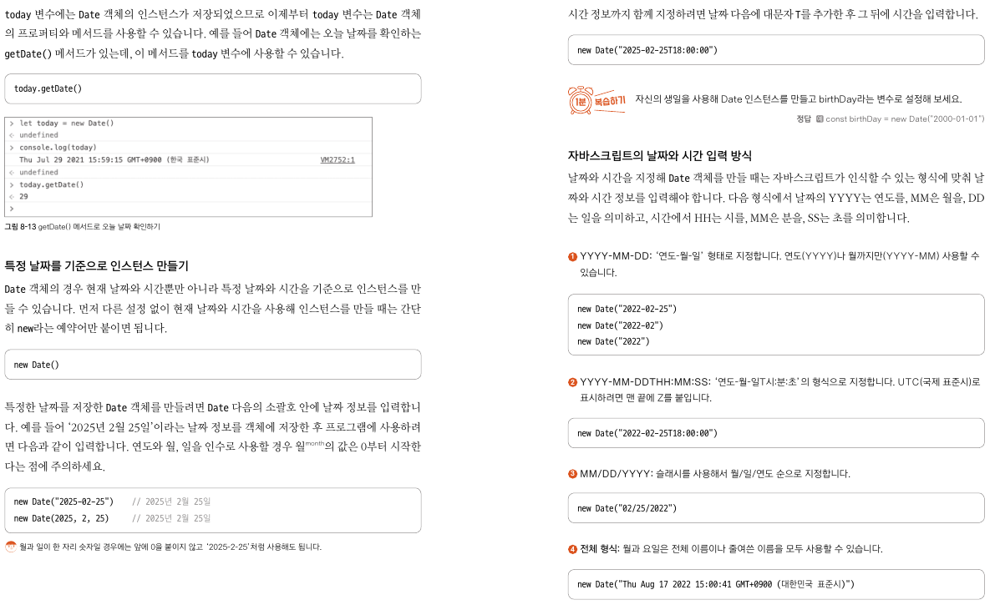 today 변수에는 Date 객체의 인스턴스가 저장되었으므로 이제부터 today 변수는 Date 객체
의 프로퍼티와 메서드를 사용할 수 있습니다. 예를 들어 Date 객체에는 오늘 날짜를 확인하는
getDate() 메서드가 있는데, 이 메서드를 today 변수에 사용할 수 있습니다.
today.getDate()
> let today = new Date()
< undefined
> console.log(today)
Thu Jul 29 2021 15:59:15 GMT+0900 (한국 표준시) VM2752:1
< undefined
> today.getDate()
< 29
>
그림 8-13 getDate() 메서드로 오늘 날짜 확인하기
특정 날짜를 기준으로 인스턴스 만들기
Date 객체의 경우 현재 날짜와 시간뿐만 아니라 특정 날짜와 시간을 기준으로 인스턴스를 만
들 수 있습니다. 먼저 다른 설정 없이 현재 날짜와 시간을 사용해 인스턴스를 만들 때는 간단
히 new라는 예약어만 붙이면 됩니다.
new Date()
특정한 날짜를 저장한 Date 객체를 만들려면 Date 다음의 소괄호 안에 날짜 정보를 입력합니
다. 예를 들어 ‘2025년 2월 25일’이라는 날짜 정보를 객체에 저장한 후 프로그램에 사용하려
면 다음과 같이 입력합니다. 연도와 월, 일을 인수로 사용할 경우 월month의 값은 0부터 시작한
다는 점에 주의하세요.
new Date("2025-02-25") // 2025년 2월 25일
new Date(2025, 2, 25) // 2025년 2월 25일
월과 일이 한 자리 숫자일 경우에는 앞에 0을 붙이지 않고 '2025-2-25'처럼 사용해도 됩니다.
시간 정보까지 함께 지정하려면 날짜 다음에 대문자 T를 추가한 후 그 뒤에 시간을 입력합니다.
new Date("2025-02-25T18:00:00")
1분 복습하기 자신의 생일을 사용해 Date 인스턴스를 만들고 birthDay라는 변수로 설정해 보세요.
정답 예 const birthDay = new Date("2000-01-01")
자바스크립트의 날짜와 시간 입력 방식
날짜와 시간을 지정해 Date 객체를 만들 때는 자바스크립트가 인식할 수 있는 형식에 맞춰 날
짜와 시간 정보를 입력해야 합니다. 다음 형식에서 날짜의 YYYY는 연도를, MM은 월을, DD
는 일을 의미하고, 시간에서 HH는 시를, MM은 분을, SS는 초를 의미합니다.
1 YYYY-MM-DD: ‘연도-월-일’ 형태로 지정합니다. 연도(YYYY)나 월까지만(YYYY-MM) 사용할 수
있습니다.
new Date("2022-02-25")
new Date("2022-02")
new Date("2022")
2 YYYY-MM-DDTHH:MM:SS: ‘연도-월-일T시:분:초’의 형식으로 지정합니다. UTC(국제 표준시)로
표시하려면 맨 끝에 Z를 붙입니다.
new Date("2022-02-25T18:00:00")
3 MM/DD/YYYY: 슬래시를 사용해서 월/일/연도 순으로 지정합니다.
new Date("02/25/2022")
4 전체 형식: 월과 요일은 전체 이름이나 줄여쓴 이름을 모두 사용할 수 있습니다.
new Date("Thu Aug 17 2022 15:00:41 GMT+0900 (대한민국 표준시)")